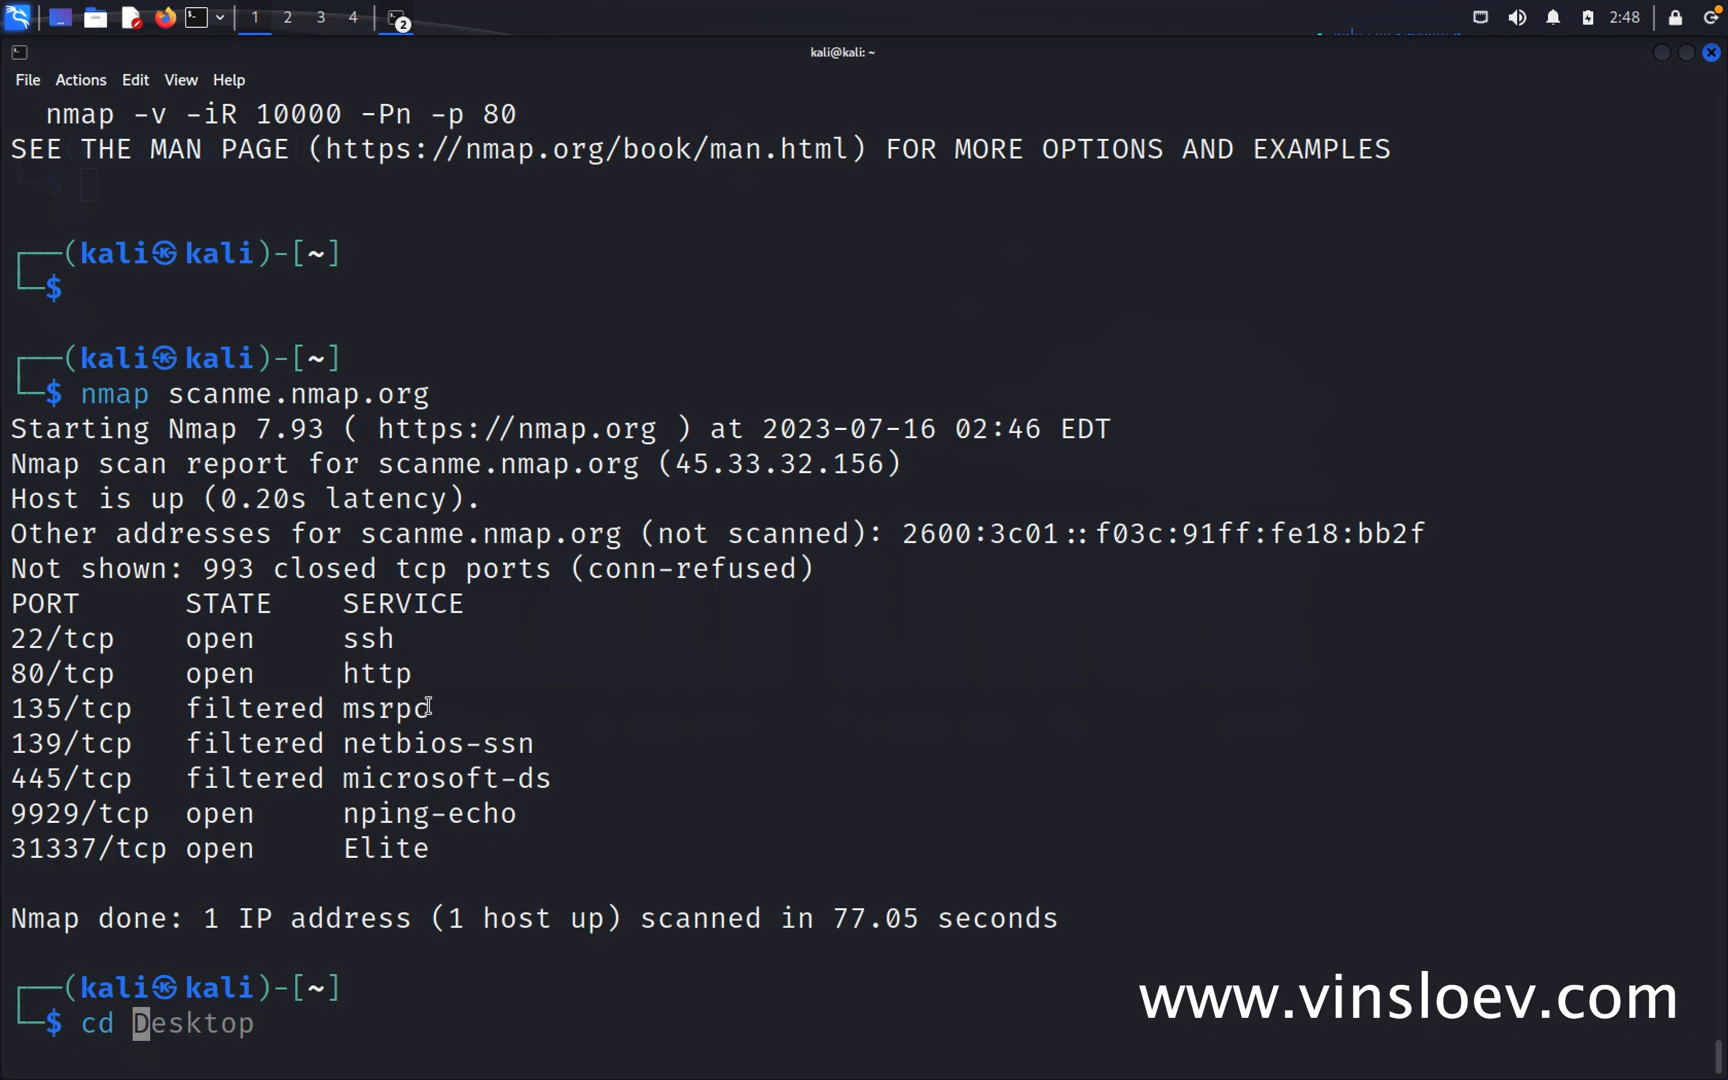 1 2 3 4 2 2:48
kali@kali: ~
File Actions Edit View Help
nmap -v -iR 10000 -Pn -p 80
SEE THE MAN PAGE (https://nmap.org/book/man.html) FOR MORE OPTIONS AND EXAMPLES
┌──(kali㉿kali)-[~]
└─$
┌──(kali㉿kali)-[~]
└─$ nmap scanme.nmap.org
Starting Nmap 7.93 ( https://nmap.org ) at 2023-07-16 02:46 EDT
Nmap scan report for scanme.nmap.org (45.33.32.156)
Host is up (0.20s latency).
Other addresses for scanme.nmap.org (not scanned): 2600:3c01::f03c:91ff:fe18:bb2f
Not shown: 993 closed tcp ports (conn-refused)
PORT STATE SERVICE
22/tcp open ssh
80/tcp open http
135/tcp filtered msrpc
139/tcp filtered netbios-ssn
445/tcp filtered microsoft-ds
9929/tcp open nping-echo
31337/tcp open Elite
Nmap done: 1 IP address (1 host up) scanned in 77.05 seconds
┌──(kali㉿kali)-[~]
└─$ cd Desktop
www.vinsloev.com